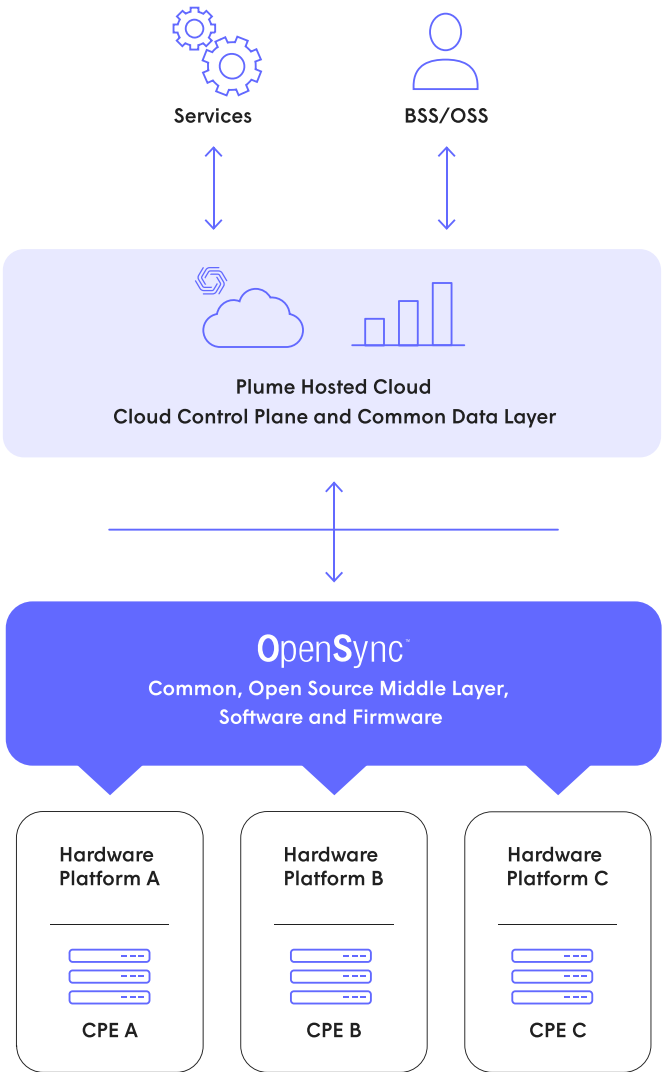 Services
BSS/OSS
Plume Hosted Cloud
Cloud Control Plane and Common Data Layer
OpenSync™
Common, Open Source Middle Layer,
Software and Firmware
Hardware
Platform A
CPE A
Hardware
Platform B
CPE B
Hardware
Platform C
CPE C